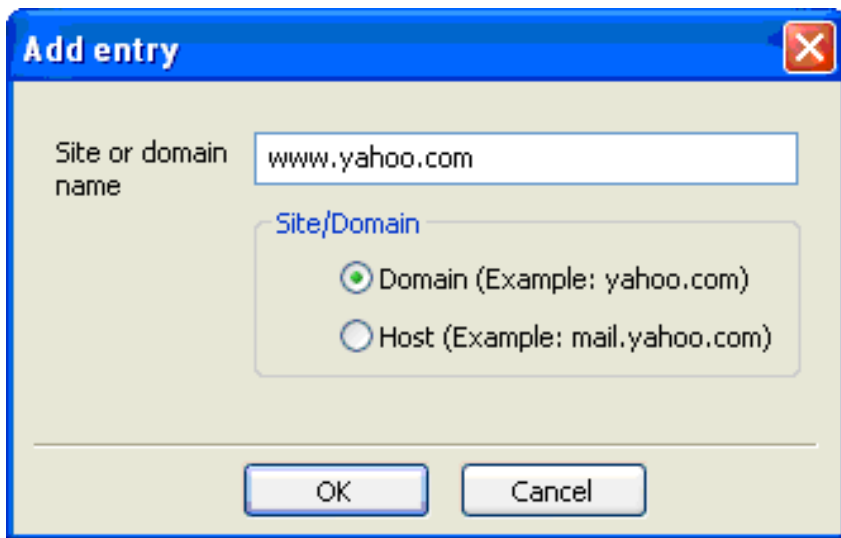 Add entry
Site or domain
name
www.yahoo.com
Site/Domain
Domain (Example: yahoo.com)
Host (Example: mail.yahoo.com)
OK
Cancel